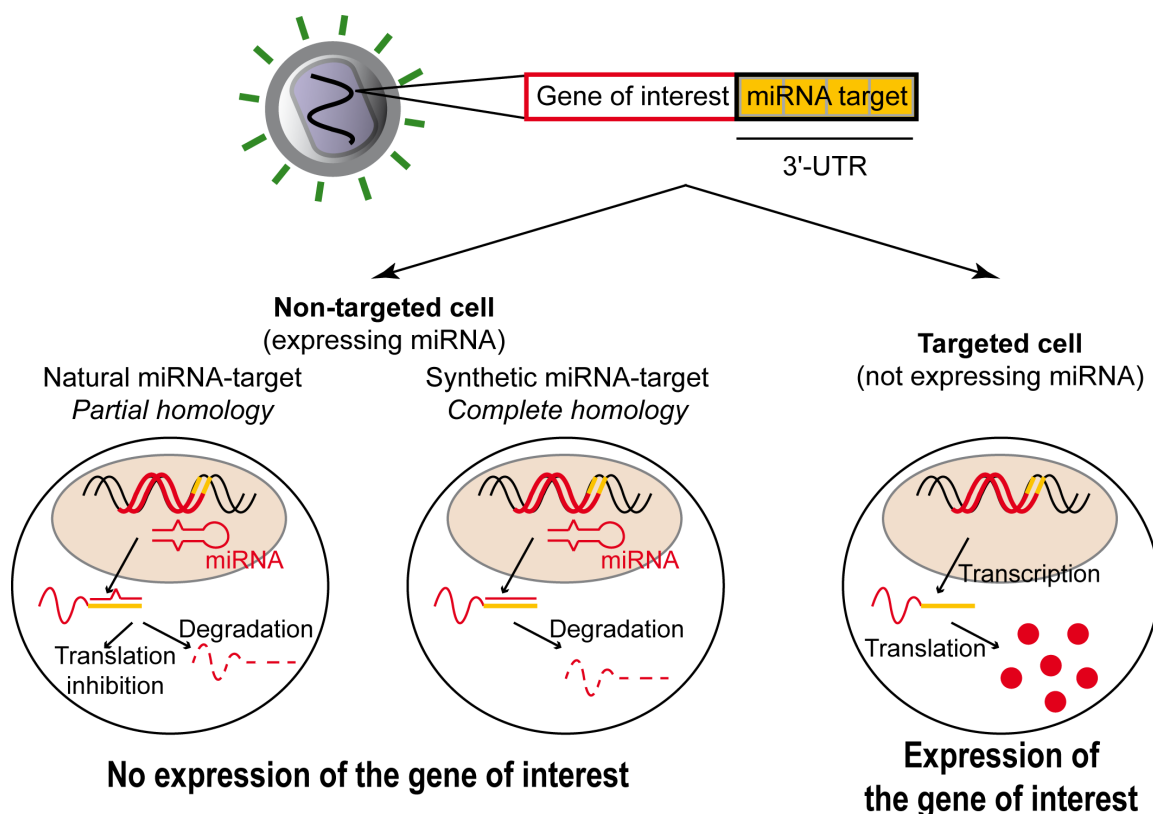 Gene of interest
miRNA target
3'-UTR
Non-targeted cell
(expressing miRNA)
Targeted cell
(not expressing miRNA)
Natural miRNA-target
Partial homology
Synthetic miRNA-target
Complete homology
miRNA
Degradation
Translation
inhibition
miRNA
Degradation
Transcription
Translation
No expression of the gene of interest
Expression of
the gene of interest